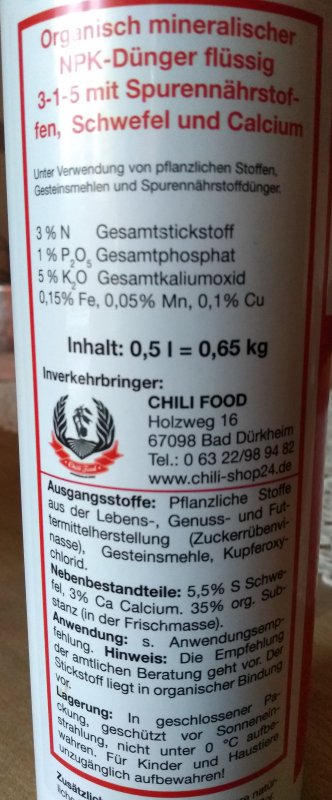 Organisch mineralischer
NPK-Dünger flüssig
3-1-5 mit Spurennährstof-
fen, Schwefel und Calcium
Unter Verwendung von pflanzlichen Stoffen,
Gesteinsmehlen und Spurennährstoffdünger.
3 % N Gesamtstickstoff
1 % P2O5 Gesamtphosphat
5 % K2O Gesamtkaliumoxid
0,15% Fe, 0,05% Mn, 0,1% Cu
Inhalt: 0,5 l = 0,65 kg
Inverkehrbringer:
CHILI FOOD
Holzweg 16
67098 Bad Dürkheim
Tel.: 0 63 22/98 94 82
www.chili-shop24.de
Chili Food
Ausgangsstoffe: Pflanzliche Stoffe
aus der Lebens-, Genuss- und Fut-
termittelherstellung (Zuckerrübenvi-
nasse), Gesteinsmehle, Kupferoxy-
chlorid.
Nebenbestandteile: 5,5% S Schwe-
fel, 3% Ca Calcium. 35% org. Sub-
stanz (in der Frischmasse).
Anwendung: s. Anwendungsemp-
fehlung. Hinweis: Die Empfehlung
der amtlichen Beratung geht vor. Der
Stickstoff liegt in organischer Bindung
vor.
Lagerung: In geschlossener Pa-
ckung, geschützt vor Sonnenein-
strahlung, nicht unter 0 °C aufbe-
wahren. Für Kinder und Haustiere
unzugänglich aufbewahren!